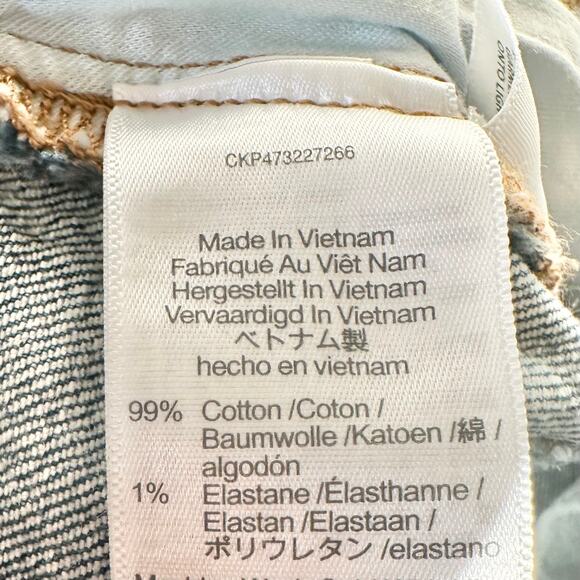 CKP473227266
Made In Vietnam
Fabriqué Au Viêt Nam
Hergestellt In Vietnam
Vervaardigd In Vietnam
ベトナム製
hecho en vietnam
99% Cotton /Coton /
Baumwolle /Katoen /綿 /
algodón
1% Elastane /Élasthanne /
Elastan /Elastaan /
ポリウレタン /elastano
ONTO LIGH